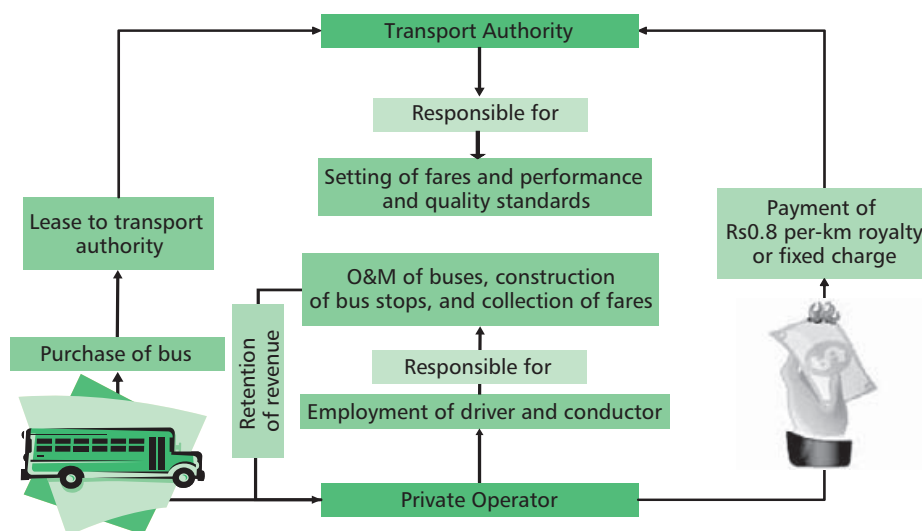 Transport Authority
Responsible for
Setting of fares and performance
and quality standards
Lease to transport
authority
Payment of
Rs0.8 per-km royalty
or fixed charge
O&M of buses, construction
of bus stops, and collection of fares
Purchase of bus
Retention
of revenue
Responsible for
Employment of driver and conductor
Private Operator